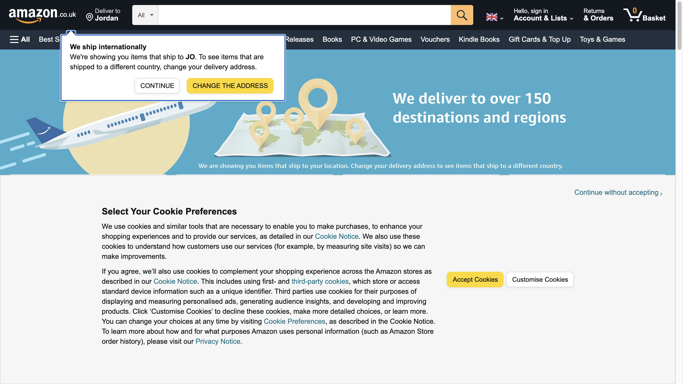 amazon.co.uk
Deliver to
Jordan
All
Hello, sign in
Account & Lists
Returns
& Orders
0
Basket
All
Best S
Releases
Books
PC & Video Games
Vouchers
Kindle Books
Gift Cards & Top Up
Toys & Games
We ship internationally
We're showing you items that ship to JO. To see items that are
shipped to a different country, change your delivery address.
CONTINUE
CHANGE THE ADDRESS
We deliver to over 150
destinations and regions
We are showing you items that ship to your location. Change your delivery address to see items that ship to a different country.
Continue without accepting
Select Your Cookie Preferences
We use cookies and similar tools that are necessary to enable you to make purchases, to enhance your
shopping experiences and to provide our services, as detailed in our Cookie Notice. We also use these
cookies to understand how customers use our services (for example, by measuring site visits) so we can
make improvements.
If you agree, we'll also use cookies to complement your shopping experience across the Amazon stores as
described in our Cookie Notice. This includes using first- and third-party cookies, which store or access
standard device information such as a unique identifier. Third parties use cookies for their purposes of
displaying and measuring personalised ads, generating audience insights, and developing and improving
products. Click 'Customise Cookies' to decline these cookies, make more detailed choices, or learn more.
You can change your choices at any time by visiting Cookie Preferences, as described in the Cookie Notice.
To learn more about how and for what purposes Amazon uses personal information (such as Amazon Store
order history), please visit our Privacy Notice.
Accept Cookies
Customise Cookies